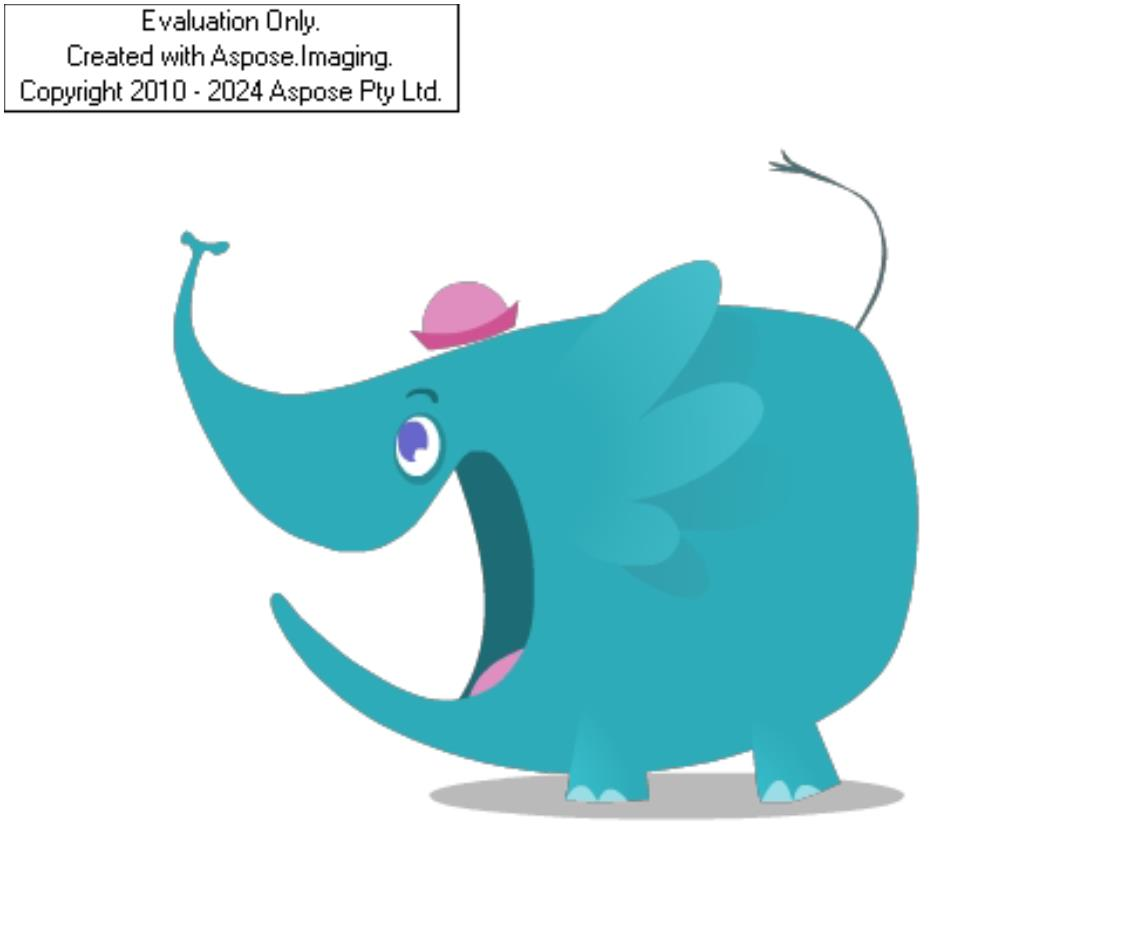 Evaluation Only.
Created with Aspose.Imaging.
Copyright 2010 - 2024 Aspose Pty Ltd.